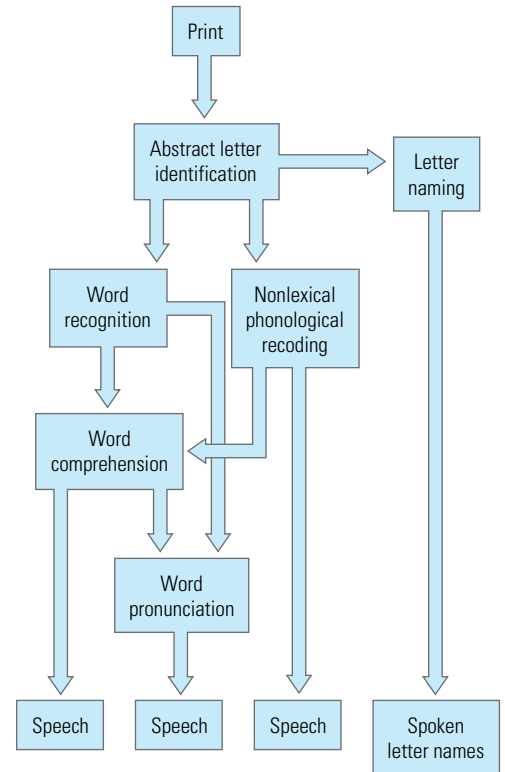 Print
Abstract letter
identification
Letter
naming
Word
recognition
Nonlexical
phonological
recoding
Word
comprehension
Word
pronunciation
Speech
Speech
Speech
Spoken
letter names